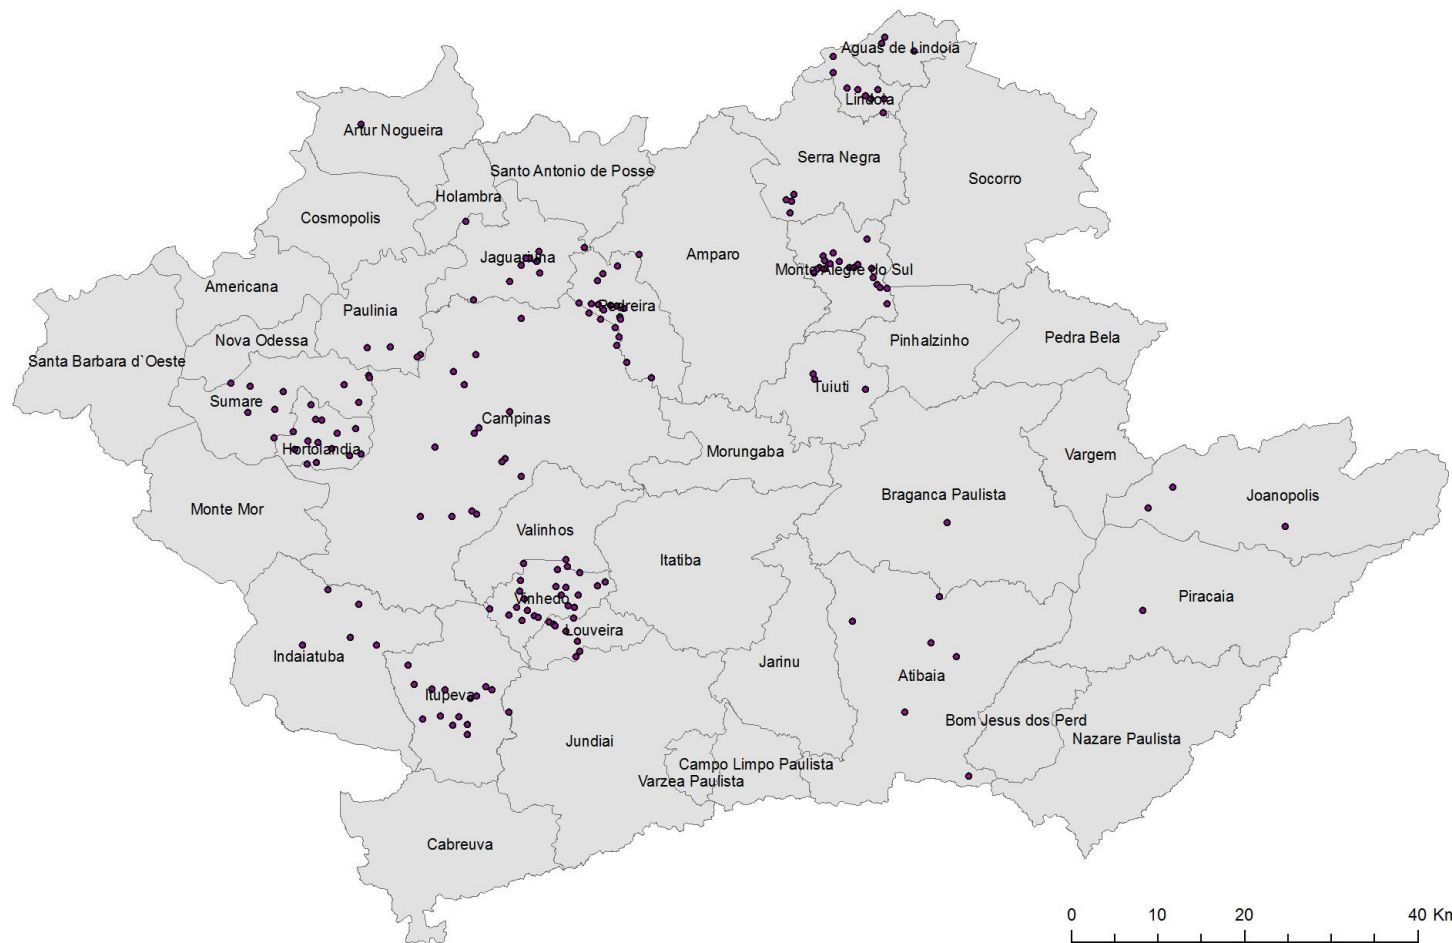 Aguas de Lindoia
Lindoia
Artur Nogueira
Serra Negra
Santo Antonio de Posse
Socorro
Holambra
Cosmopolis
Amparo
Jaguariuna
Monte Alegre do Sul
Americana
Pedreira
Paulinia
Nova Odessa
Pinhalzinho
Pedra Bela
Santa Barbara d`Oeste
Tuiuti
Sumare
Campinas
Hortolandia
Morungaba
Vargem
Braganca Paulista
Joanopolis
Monte Mor
Valinhos
Itatiba
Piracaia
Vinhedo
Louveira
Indaiatuba
Jarinu
Atibaia
Itupeva
Bom Jesus dos Perd
Jundiai
Nazare Paulista
Campo Limpo Paulista
Varzea Paulista
Cabreuva
0 10 20 40 Km